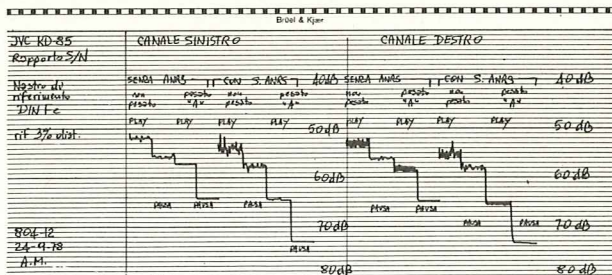 Brüel & Kjær
JVC KD-85 CANALE SINISTRO CANALE DESTRO
Rapporto S/N
SENZA ANRS CON S.ANRS 40dB SENZA ANRS CON S.ANRS 40dB
Nastro di
riferimento
non pesato pesato "A" non pesato pesato "A" non pesato pesato "A" non pesato pesato "A"
DIN Fe
PLAY PLAY PLAY PLAY 50dB PLAY PLAY PLAY PLAY 50dB
rif 3% dist.
60dB 60dB
PAUSA PAUSA PAUSA PAUSA
70dB PAUSA PAUSA 70dB
804-12
24-9-78 PAUSA
A.M.
80dB 80dB